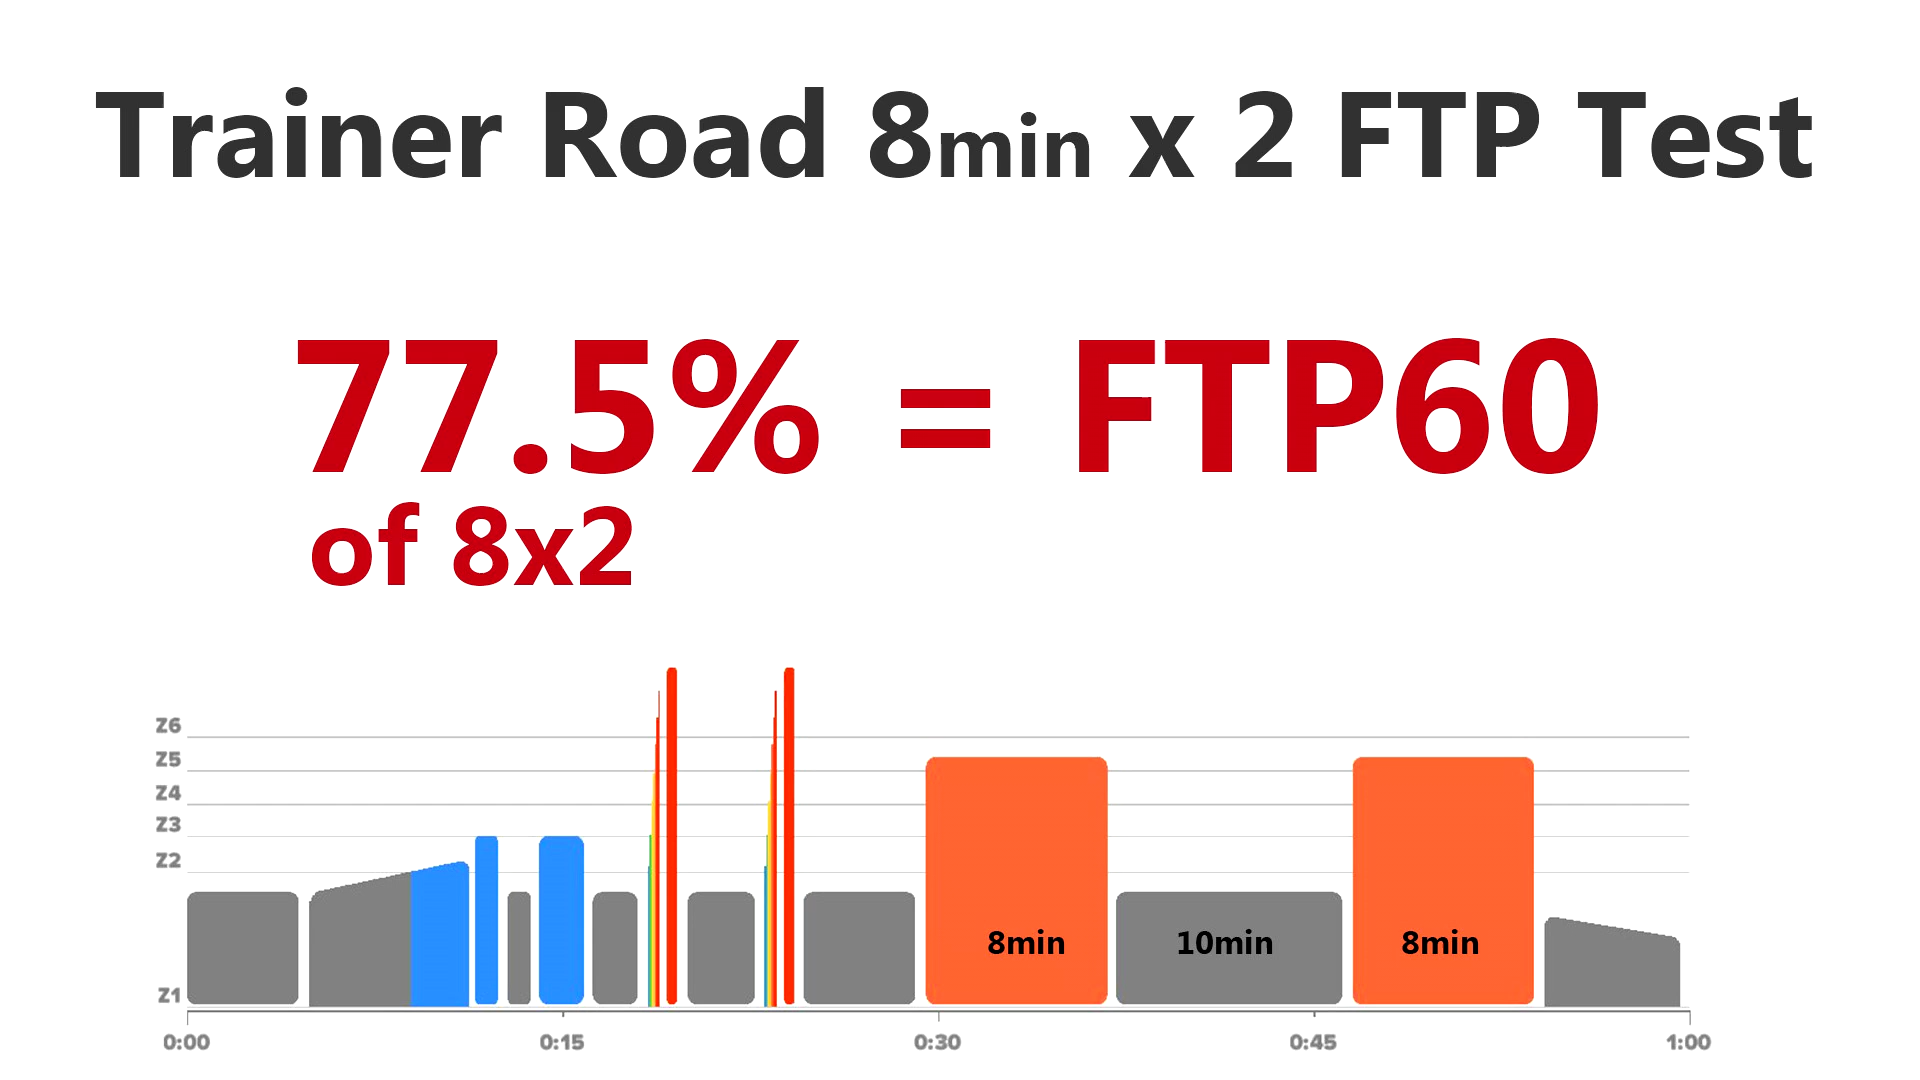 Trainer Road 8min x 2 FTP Test
77.5% = FTP60
of 8x2
Z6
Z5
Z4
Z3
Z2
Z1
8min 10min 8min
0:00 0:15 0:30 0:45 1:00